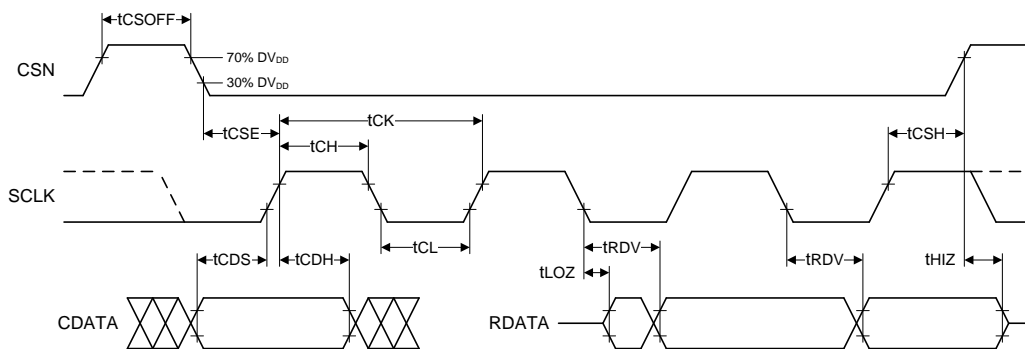 tCSOFF
CSN
70% DVDD
30% DVDD
tCSE
tCK
tCH
tCSH
SCLK
tCL
tRDV
tRDV
tCDS
tCDH
tLOZ
tHIZ
CDATA
RDATA